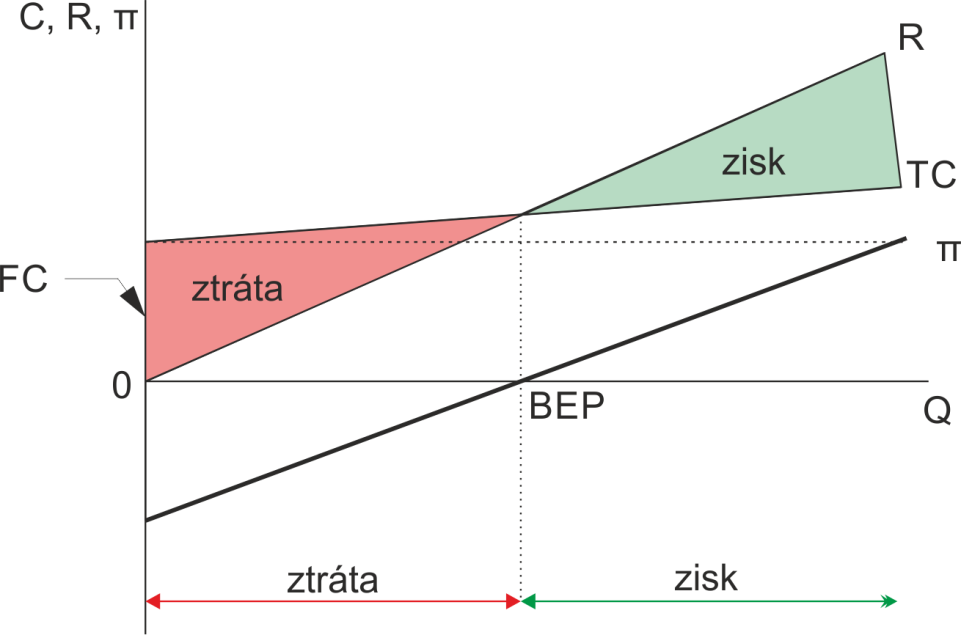 C, R, π
R
zisk
TC
π
FC
ztráta
0
BEP
Q
ztráta
zisk